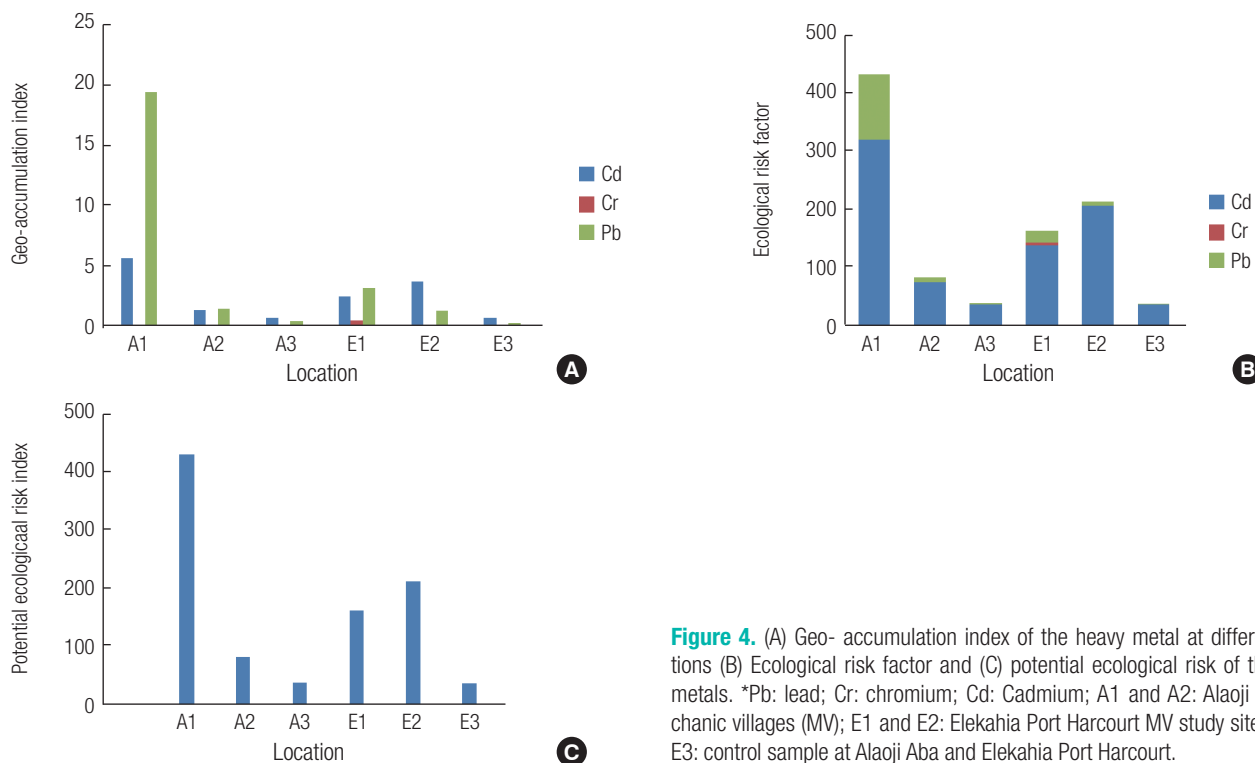 25
20
15
10
5
0
Geo-accumulation index
A1 A2 A3 E1 E2 E3
Location
Cd
Cr
Pb
A
500
400
300
200
100
0
Ecological risk factor
A1 A2 A3 E1 E2 E3
Location
Cd
Cr
Pb
B
500
400
300
200
100
0
Potential ecologicaal risk index
A1 A2 A3 E1 E2 E3
Location
C
Figure 4. (A) Geo- accumulation index of the heavy metal at differ
tions (B) Ecological risk factor and (C) potential ecological risk of
metals. *Pb: lead; Cr: chromium; Cd: Cadmium; A1 and A2: Alaoji
chanic villages (MV); E1 and E2: Elekahia Port Harcourt MV study site
E3: control sample at Alaoji Aba and Elekahia Port Harcourt.